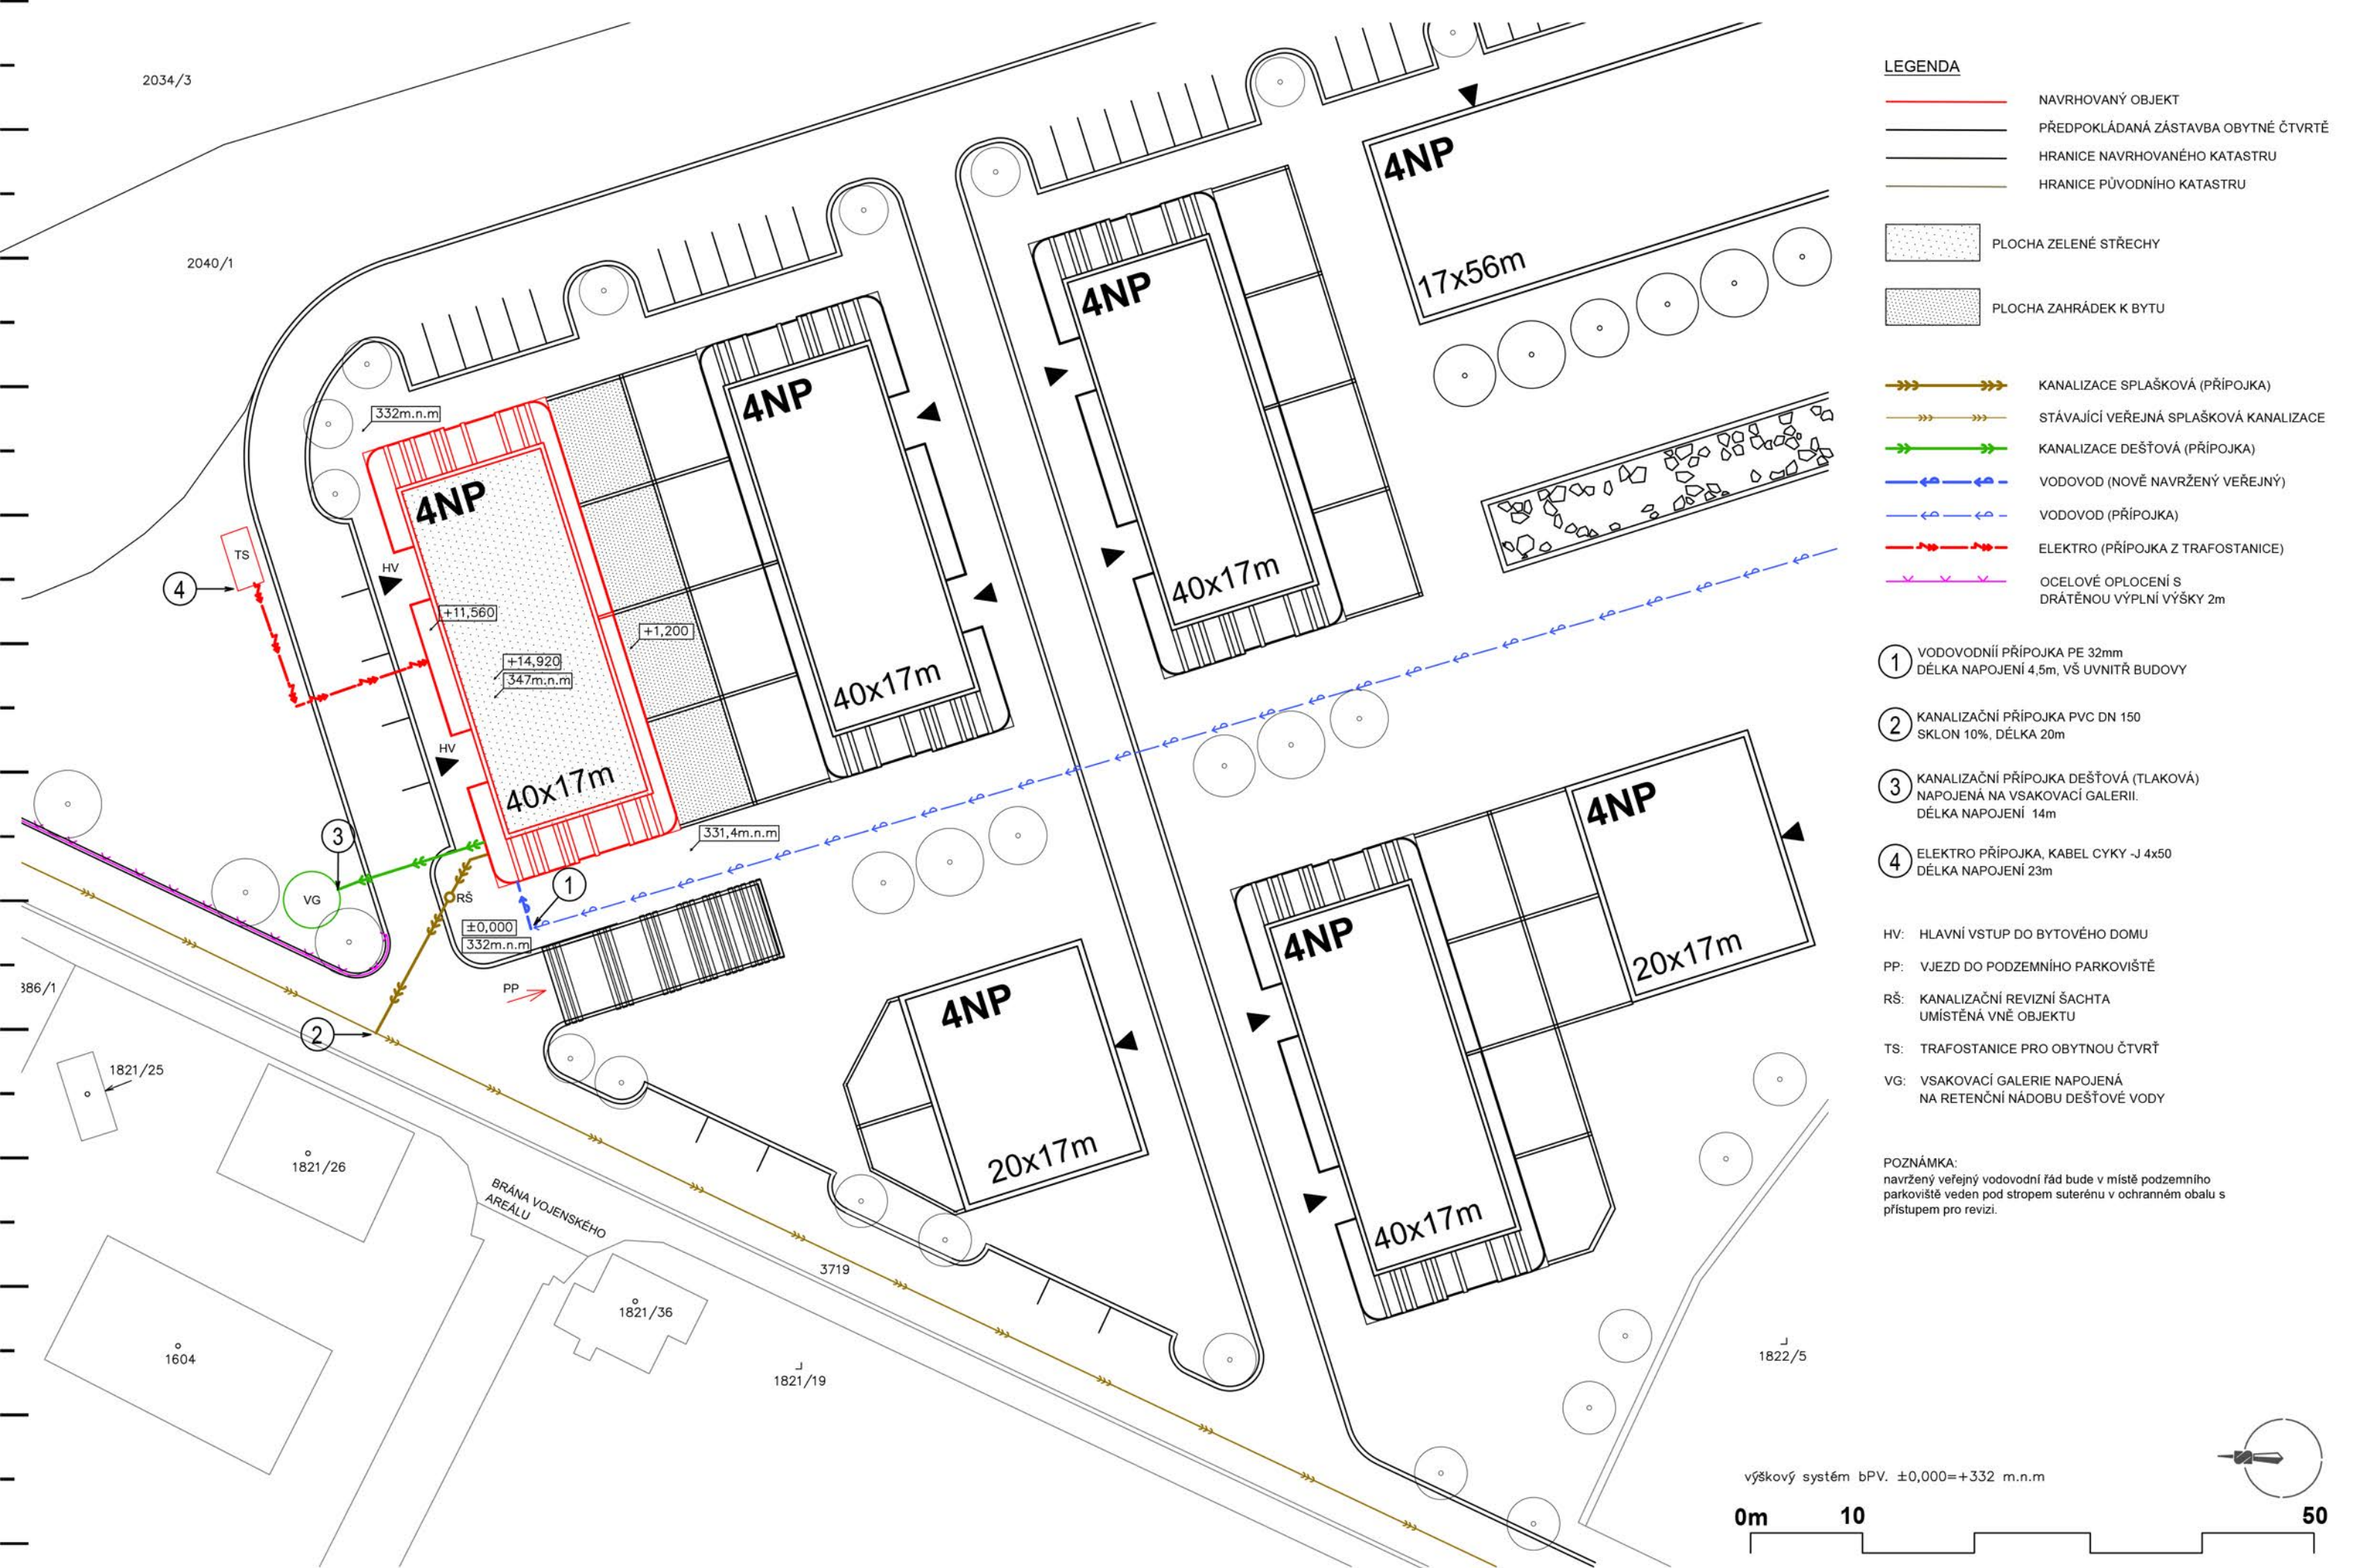 2034/3
2040/1
332m.n.m
4NP
HV
TS
4
+11,560
+1,200
+14,920
347m.n.m
HV
40x17m
3
331,4m.n.m
1
VG
RŠ
±0,000
332m.n.m
PP
2
4NP
40x17m
4NP
40x17m
4NP
17x56m
4NP
20x17m
4NP
40x17m
4NP
20x17m
386/1
1821/25
1821/26
BRÁNA VOJENSKÉHO
AREÁLU
1604
1821/36
3719
1821/19
1822/5
LEGENDA
NAVRHOVANÝ OBJEKT
PŘEDPOKLÁDANÁ ZÁSTAVBA OBYTNÉ ČTVRTĚ
HRANICE NAVRHOVANÉHO KATASTRU
HRANICE PŮVODNÍHO KATASTRU
PLOCHA ZELENÉ STŘECHY
PLOCHA ZAHRÁDEK K BYTU
KANALIZACE SPLAŠKOVÁ (PŘÍPOJKA)
STÁVAJÍCÍ VEŘEJNÁ SPLAŠKOVÁ KANALIZACE
KANALIZACE DEŠŤOVÁ (PŘÍPOJKA)
VODOVOD (NOVĚ NAVRŽENÝ VEŘEJNÝ)
VODOVOD (PŘÍPOJKA)
ELEKTRO (PŘÍPOJKA Z TRAFOSTANICE)
OCELOVÉ OPLOCENÍ S
DRÁTĚNOU VÝPLNÍ VÝŠKY 2m
1 VODOVODNÍÍ PŘÍPOJKA PE 32mm
DÉLKA NAPOJENÍ 4,5m, VŠ UVNITŘ BUDOVY
2 KANALIZAČNÍ PŘÍPOJKA PVC DN 150
SKLON 10%, DÉLKA 20m
3 KANALIZAČNÍ PŘÍPOJKA DEŠŤOVÁ (TLAKOVÁ)
NAPOJENÁ NA VSAKOVACÍ GALERII.
DÉLKA NAPOJENÍ 14m
4 ELEKTRO PŘÍPOJKA, KABEL CYKY -J 4x50
DÉLKA NAPOJENÍ 23m
HV: HLAVNÍ VSTUP DO BYTOVÉHO DOMU
PP: VJEZD DO PODZEMNÍHO PARKOVIŠTĚ
RŠ: KANALIZAČNÍ REVIZNÍ ŠACHTA
UMÍSTĚNÁ VNĚ OBJEKTU
TS: TRAFOSTANICE PRO OBYTNOU ČTVRŤ
VG: VSAKOVACÍ GALERIE NAPOJENÁ
NA RETENČNÍ NÁDOBU DEŠŤOVÉ VODY
POZNÁMKA:
navržený veřejný vodovodní řád bude v místě podzemního
parkoviště veden pod stropem suterénu v ochranném obalu s
přístupem pro revizi.
výškový systém bPV. ±0,000=+332 m.n.m
0m 10 50